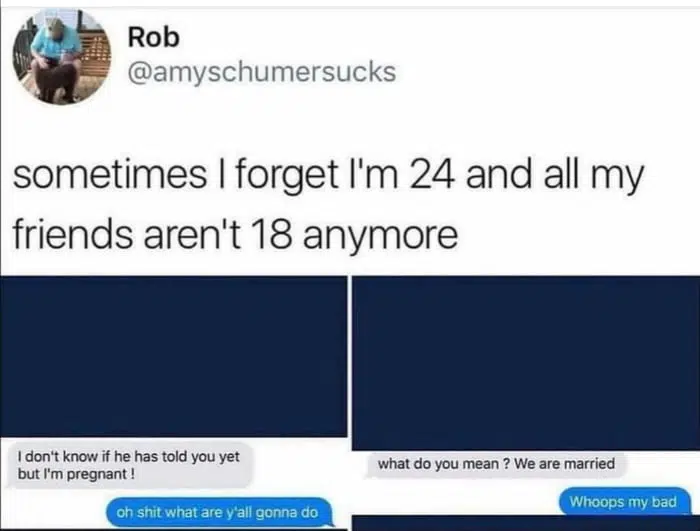 Rob
@amyschumersucks
sometimes I forget I'm 24 and all my
friends aren't 18 anymore
I don't know if he has told you yet
but I'm pregnant !
oh shit what are y'all gonna do
what do you mean ? We are married
Whoops my bad